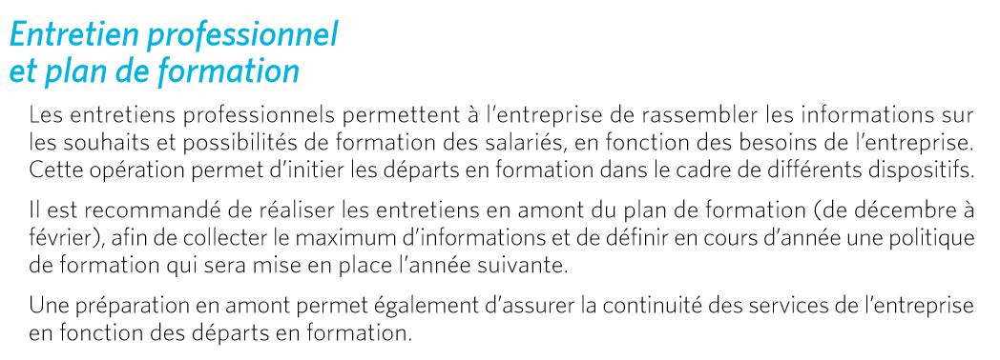 Entretien professionnel
et plan de formation
Les entretiens professionnels permettent à l'entreprise de rassembler les informations sur
les souhaits et possibilités de formation des salariés, en fonction des besoins de l'entreprise.
Cette opération permet d'initier les départs en formation dans le cadre de différents dispositifs.
Il est recommandé de réaliser les entretiens en amont du plan de formation (de décembre à
février), afin de collecter le maximum d'informations et de définir en cours d'année une politique
de formation qui sera mise en place l'année suivante.
Une préparation en amont permet également d'assurer la continuité des services de l'entreprise
en fonction des départs en formation.